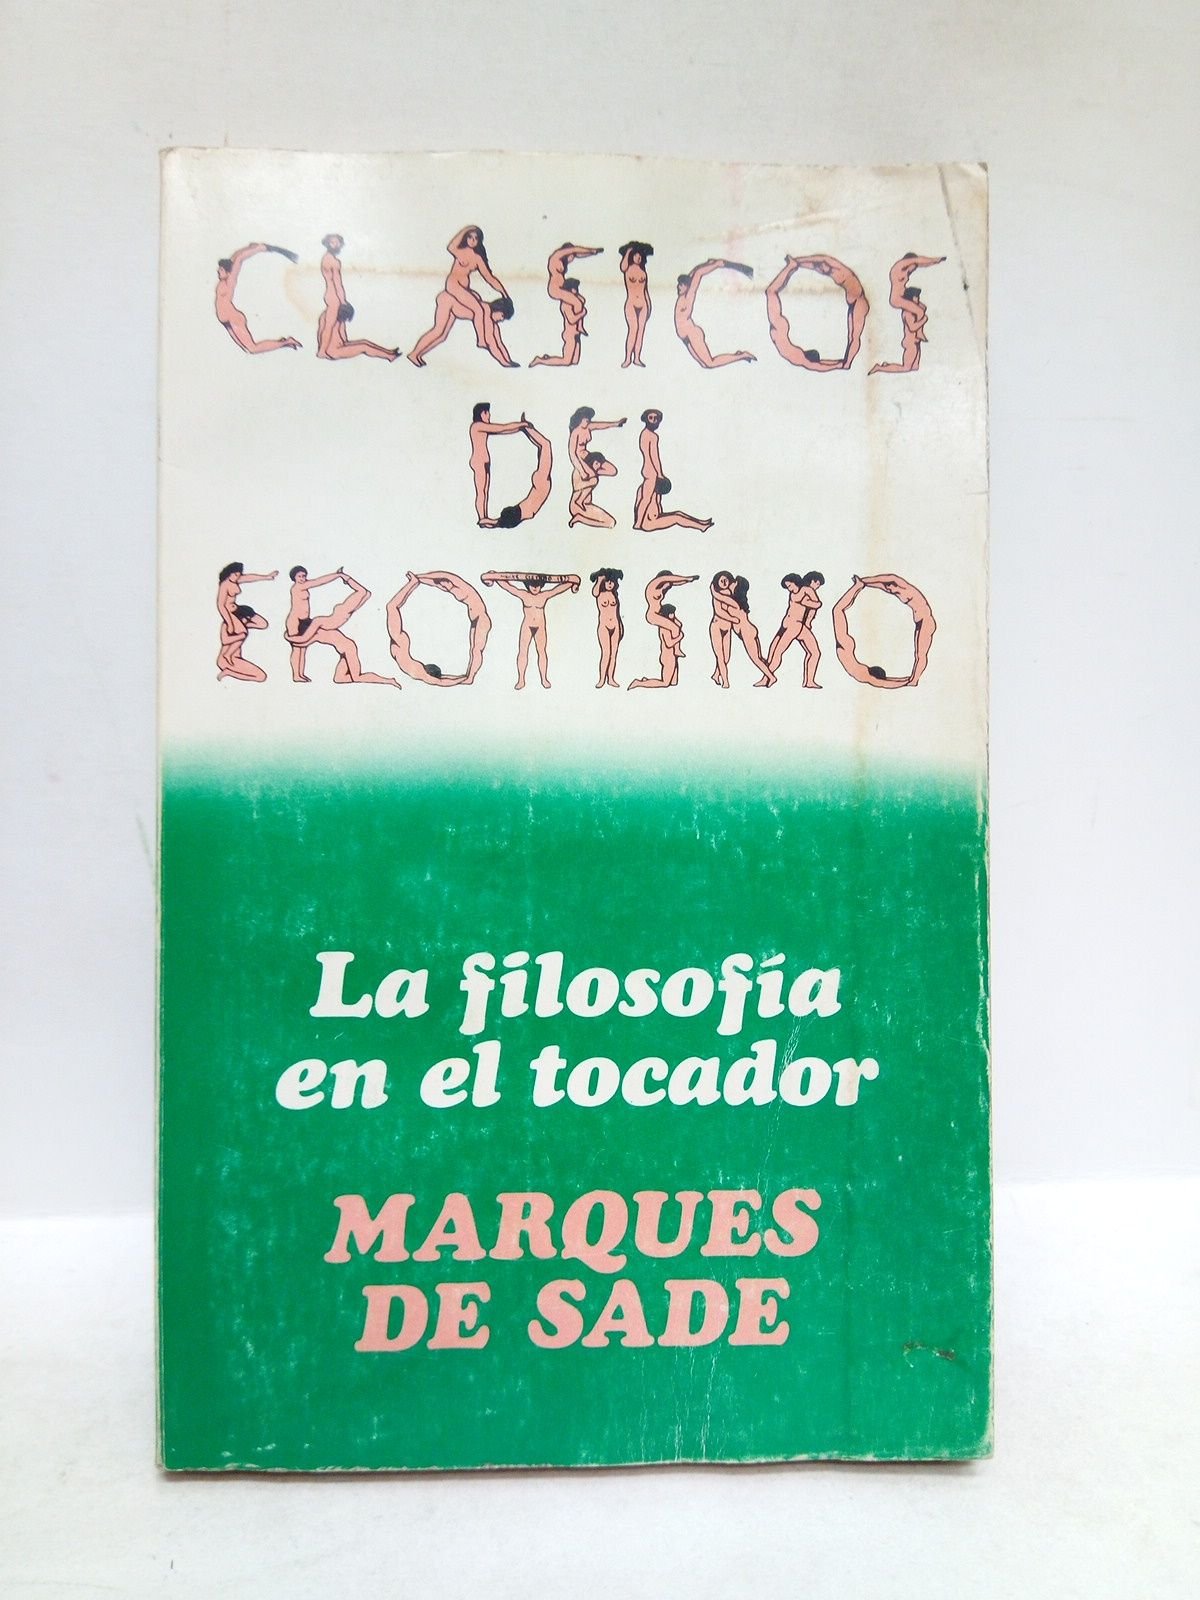 CLASICOS
DEL
EROTISMO
La filosofía
en el tocador
MARQUES
DE SADE